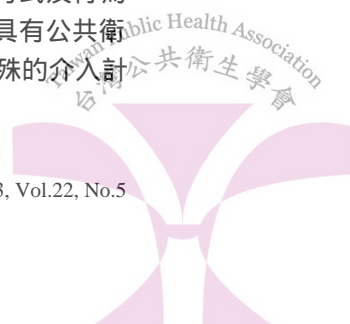 具有公共衛
殊的介入計
Taiwan Public Health Association
台灣公共衛生學會
3, Vol.22, No.5